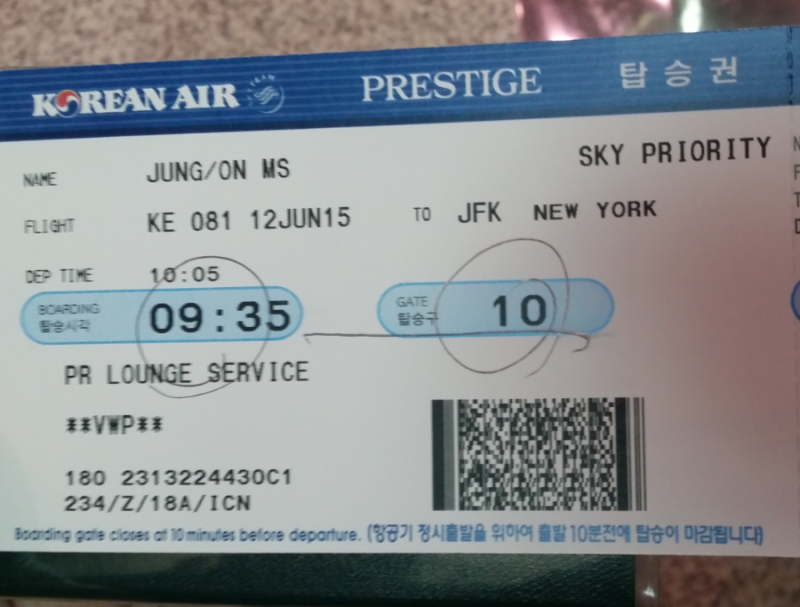 KOREAN AIR PRESTIGE 탑승권
SKY PRIORITY
NAME JUNG/ON MS
FLIGHT KE 081 12JUN15 TO JFK NEW YORK
DEP TIME 10:05
BOARDING 탑승시각 09:35 GATE 탑승구 10
PR LOUNGE SERVICE
**VWP**
180 2313224430C1
234/Z/18A/ICN
Boarding gate closes at 10 minutes before departure. (항공기 정시출발을 위하여 출발 10분전에 탑승이 마감됩니다)